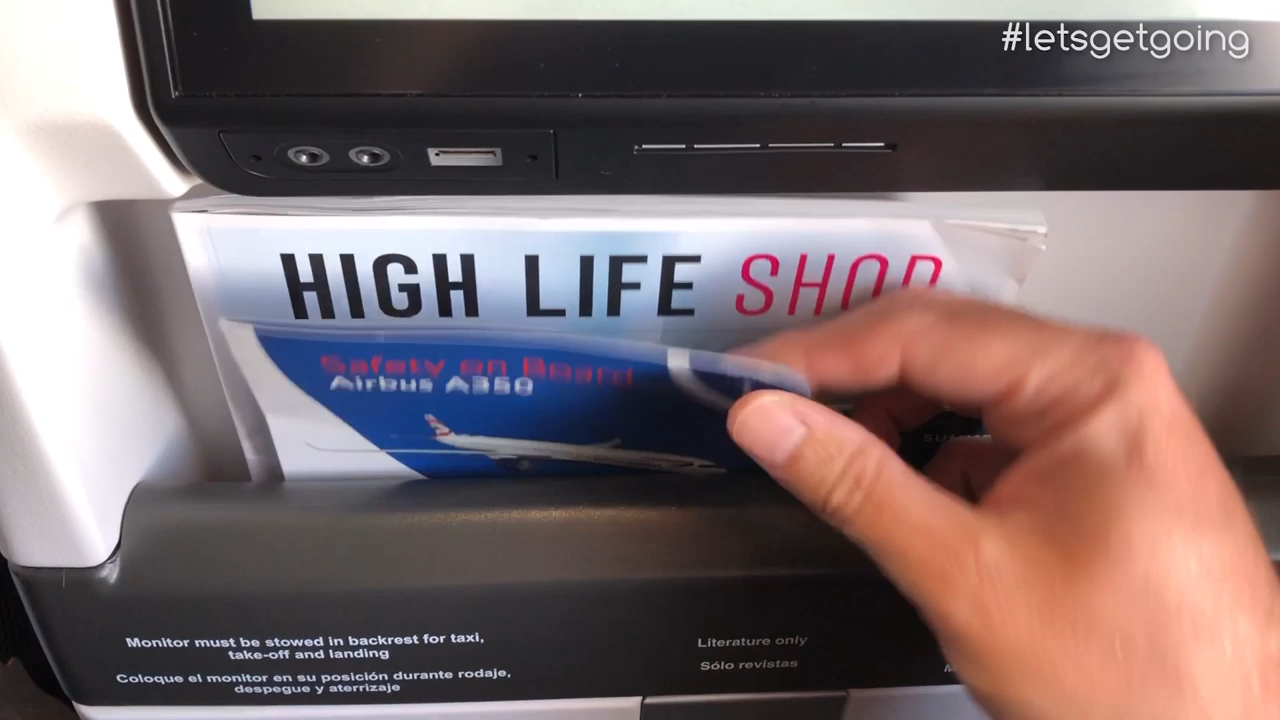 #letsgetgoing
HIGH LIFE SHOP
Safety on Board
Airbus A350
Monitor must be stowed in backrest for taxi,
take-off and landing
Coloque el monitor en su posición durante rodaje,
despegue y aterrizaje
Literature only
Sólo revistas